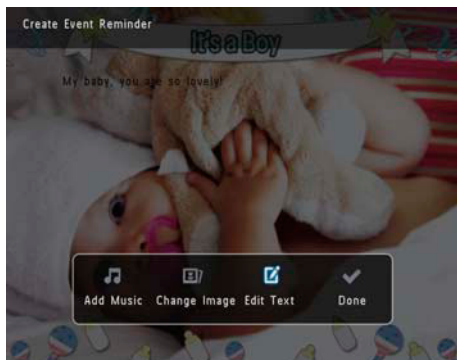 Create Event Reminder
It's a Boy
My baby, you are so lovely!
Add Music Change Image Edit Text Done